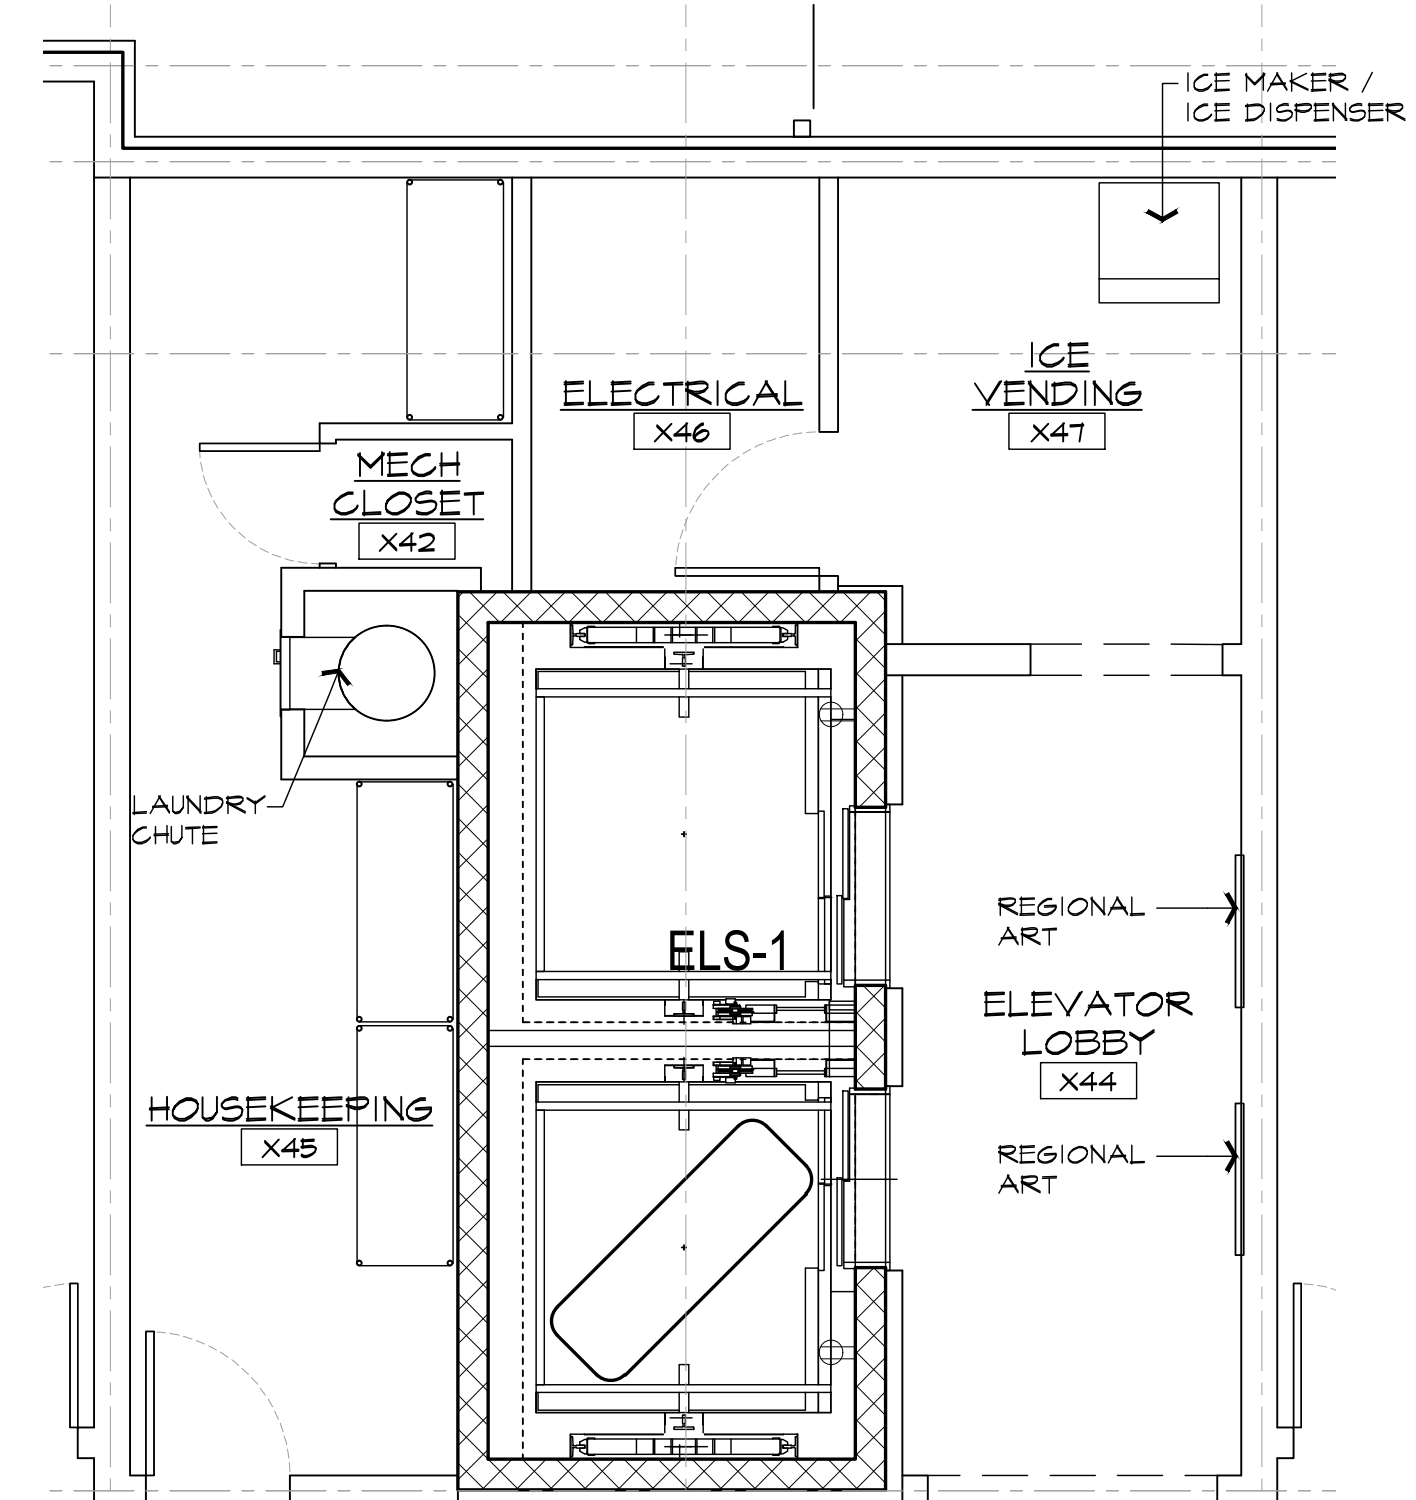 ICE MAKER /
ICE DISPENSER
ICE
VENDING
X47
ELECTRICAL
X46
MECH
CLOSET
X42
LAUNDRY
CHUTE
REGIONAL
ART
ELS-1
ELEVATOR
LOBBY
X44
HOUSEKEEPING
X45
REGIONAL
ART